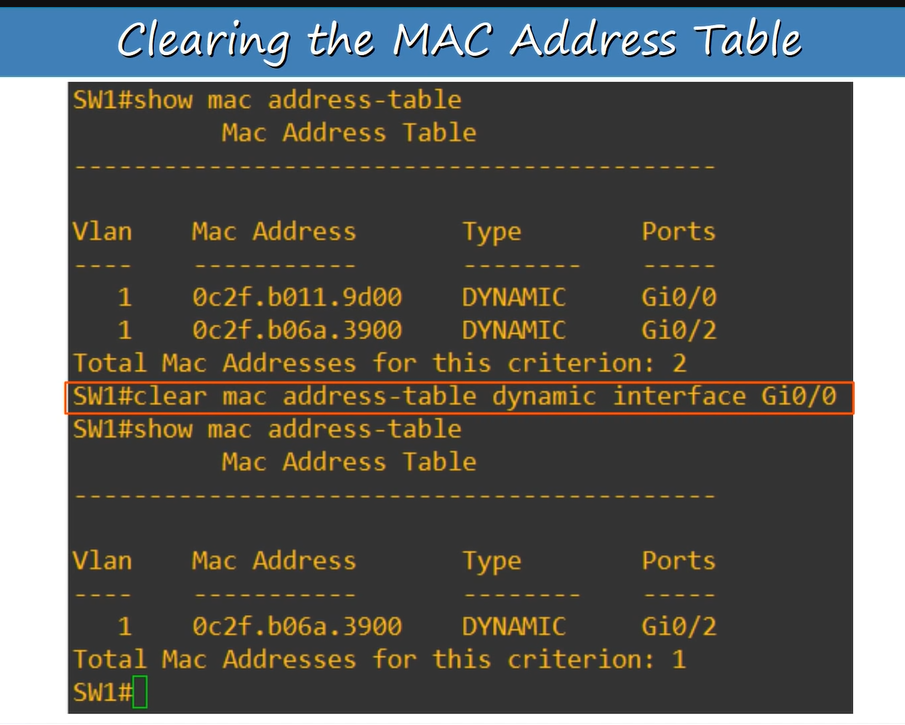 Clearing the MAC Address Table
SW1#show mac address-table
Mac Address Table
-------------------------------------------
Vlan    Mac Address       Type        Ports
----    -----------       --------    -----
1    0c2f.b011.9d00    DYNAMIC     Gi0/0
1    0c2f.b06a.3900    DYNAMIC     Gi0/2
Total Mac Addresses for this criterion: 2
SW1#clear mac address-table dynamic interface Gi0/0
SW1#show mac address-table
Mac Address Table
-------------------------------------------
Vlan    Mac Address       Type        Ports
----    -----------       --------    -----
1    0c2f.b06a.3900    DYNAMIC     Gi0/2
Total Mac Addresses for this criterion: 1
SW1#